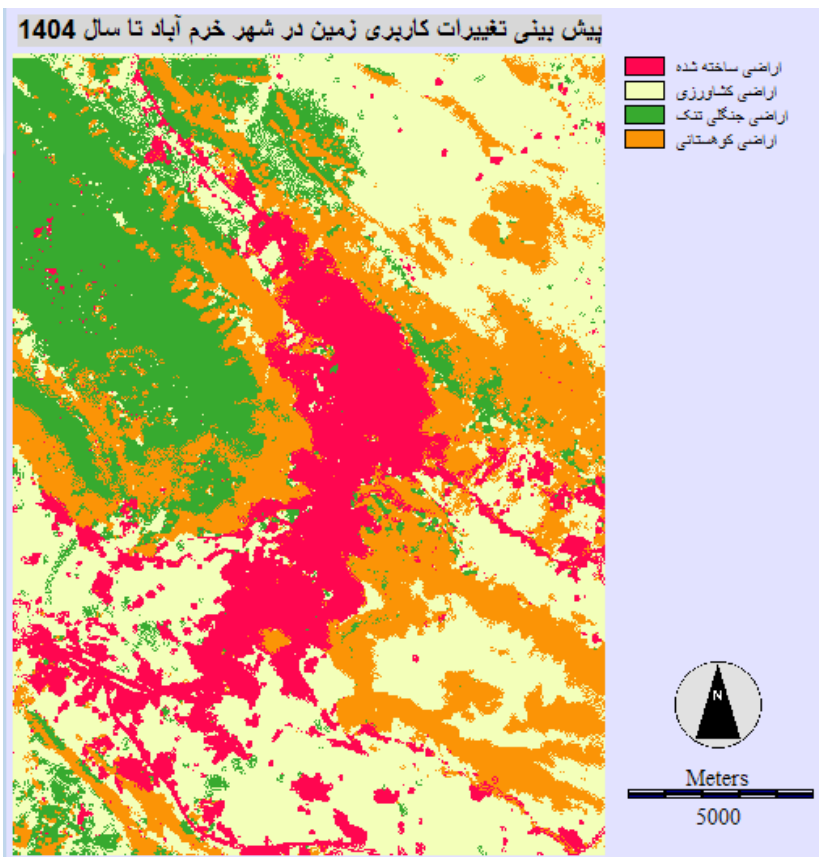 پیش بینی تغییرات کاربری زمین در شهر خرم آباد تا سال 1404
اراضی ساخته شده
اراضی کشاورزی
اراضی جنگلی تنک
اراضی کوهستانی
N
Meters
5000